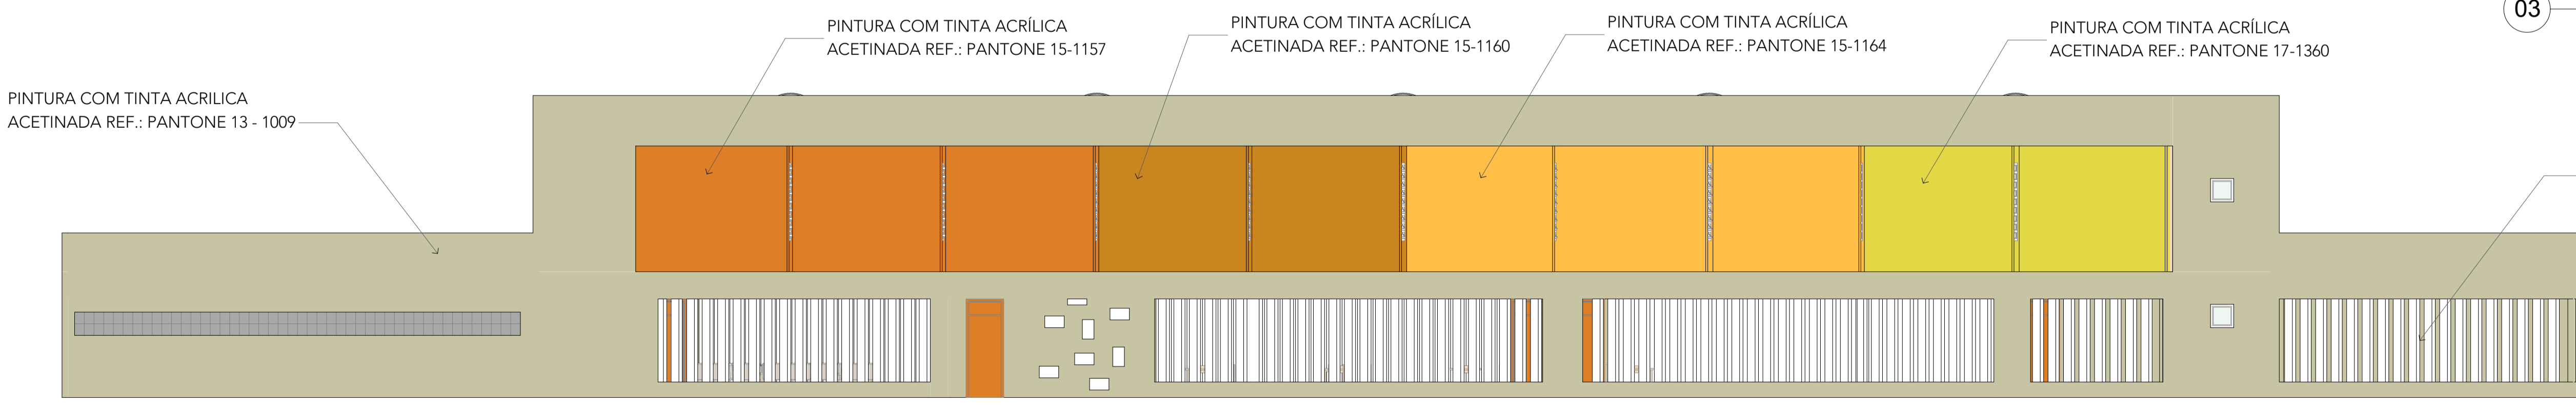 03
PINTURA COM TINTA ACRÍLICA
ACETINADA REF.: PANTONE 15-1157
PINTURA COM TINTA ACRÍLICA
ACETINADA REF.: PANTONE 15-1160
PINTURA COM TINTA ACRÍLICA
ACETINADA REF.: PANTONE 15-1164
PINTURA COM TINTA ACRÍLICA
ACETINADA REF.: PANTONE 17-1360
PINTURA COM TINTA ACRILICA
ACETINADA REF.: PANTONE 13 - 1009